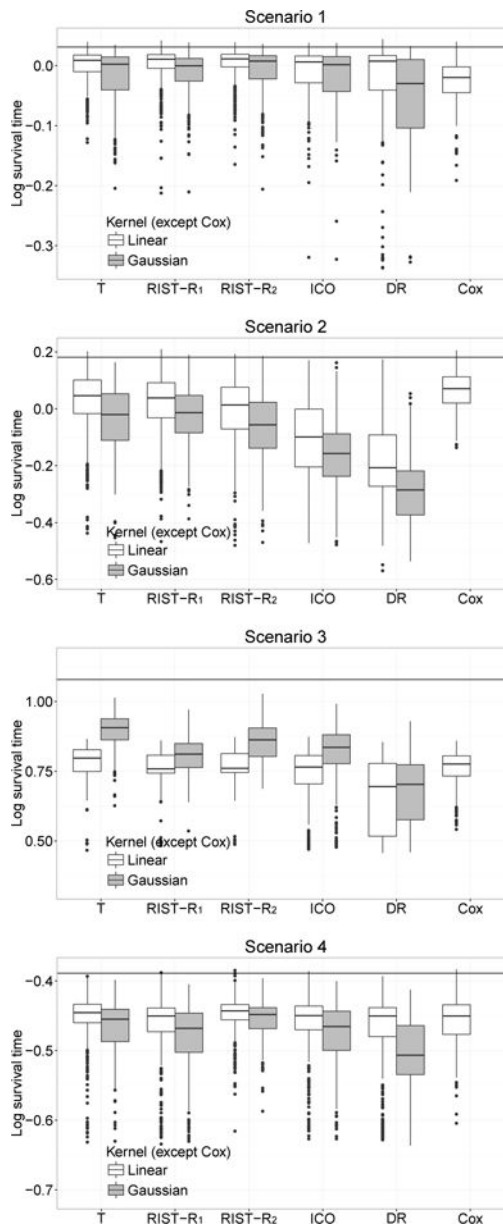 Scenario 1
Log survival time
0.0
−0.1
−0.2
−0.3
Kernel (except Cox)
Linear
Gaussian
T RIST−R1 RIST−R2 ICO DR Cox
Scenario 2
Log survival time
0.2
0.0
−0.2
−0.4
−0.6
Kernel (except Cox)
Linear
Gaussian
T RIST−R1 RIST−R2 ICO DR Cox
Scenario 3
Log survival time
1.00
0.75
0.50
Kernel (except Cox)
Linear
Gaussian
T RIST−R1 RIST−R2 ICO DR Cox
Scenario 4
Log survival time
−0.4
−0.5
−0.6
−0.7
Kernel (except Cox)
Linear
Gaussian
T RIST−R1 RIST−R2 ICO DR Cox